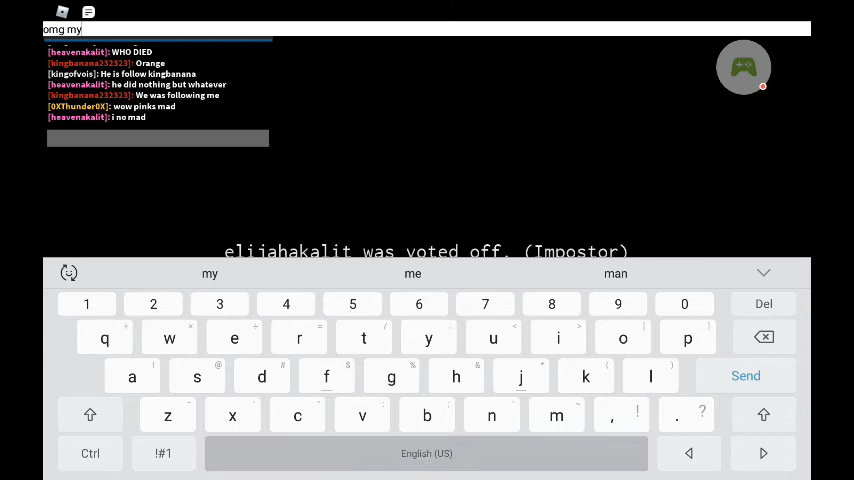 omg my
[heavenakalit]: WHO DIED
[kingbanana232323]: Orange
[kingofvois]: He is follow kingbanana
[heavenakalit]: he did nothing but whatever
[kingbanana232323]: We was following me
[0XThunder0X]: wow pinks mad
[heavenakalit]: i no mad
elijahakalit was voted off. (Impostor)
my me man
1 2 3 4 5 6 7 8 9 0 Del
q w e r t y u i o p
a s d f g h j k l Send
z x c v b n m , ! . ?
Ctrl !#1 English (US)